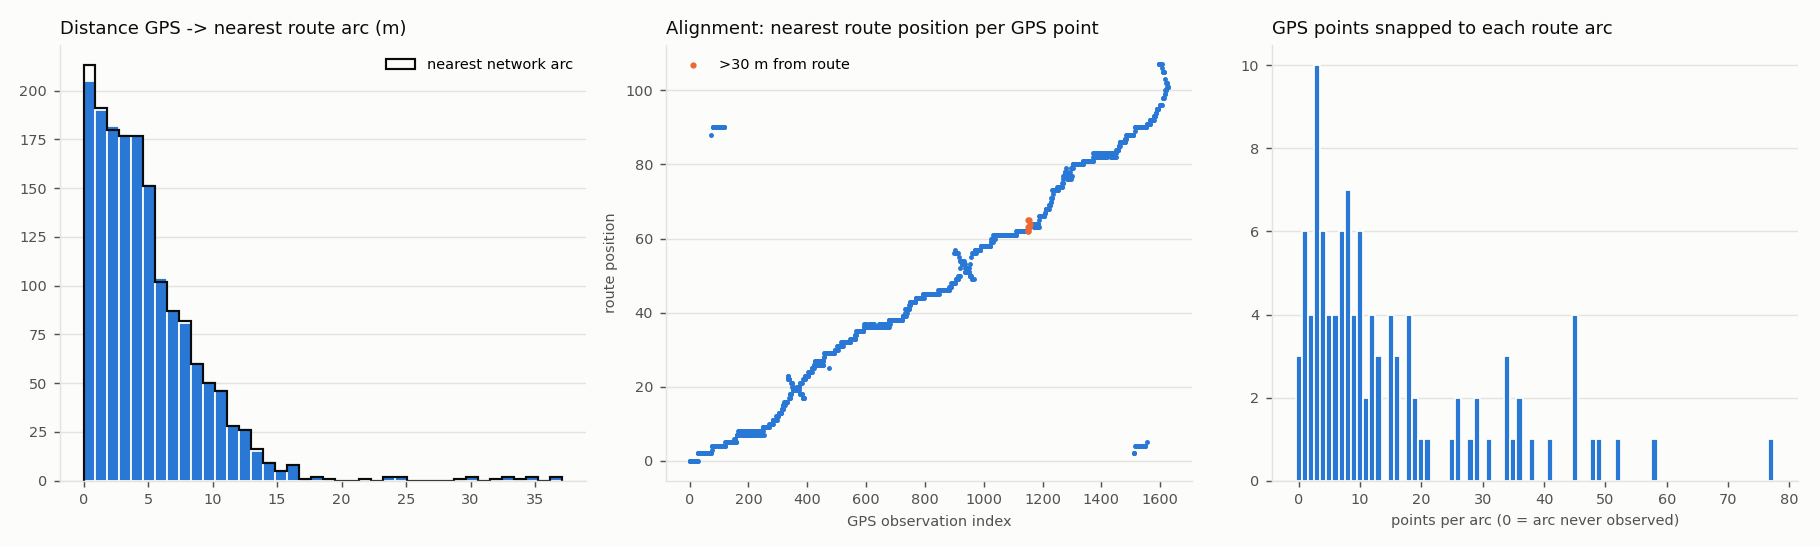 Distance GPS -> nearest route arc (m)
nearest network arc
200
175
150
125
100
75
50
25
0
0 5 10 15 20 25 30 35
Alignment: nearest route position per GPS point
>30 m from route
route position
100
80
60
40
20
0
0 200 400 600 800 1000 1200 1400 1600
GPS observation index
GPS points snapped to each route arc
10
8
6
4
2
0
0 10 20 30 40 50 60 70 80
points per arc (0 = arc never observed)